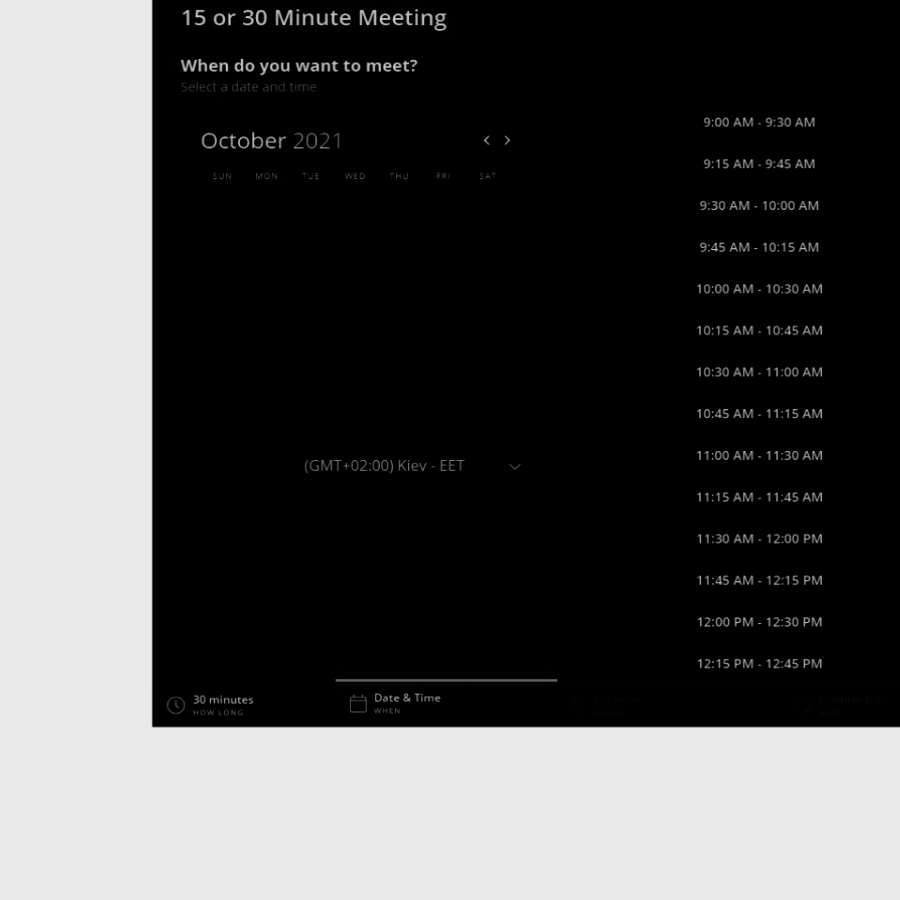 15 or 30 Minute Meeting
When do you want to meet?
Select a date and time
October 2021
SUN MON TUE WED THU FRI SAT
(GMT+02:00) Kiev - EET
9:00 AM - 9:30 AM
9:15 AM - 9:45 AM
9:30 AM - 10:00 AM
9:45 AM - 10:15 AM
10:00 AM - 10:30 AM
10:15 AM - 10:45 AM
10:30 AM - 11:00 AM
10:45 AM - 11:15 AM
11:00 AM - 11:30 AM
11:15 AM - 11:45 AM
11:30 AM - 12:00 PM
11:45 AM - 12:15 PM
12:00 PM - 12:30 PM
12:15 PM - 12:45 PM
30 minutes
HOW LONG
Date & Time
WHEN